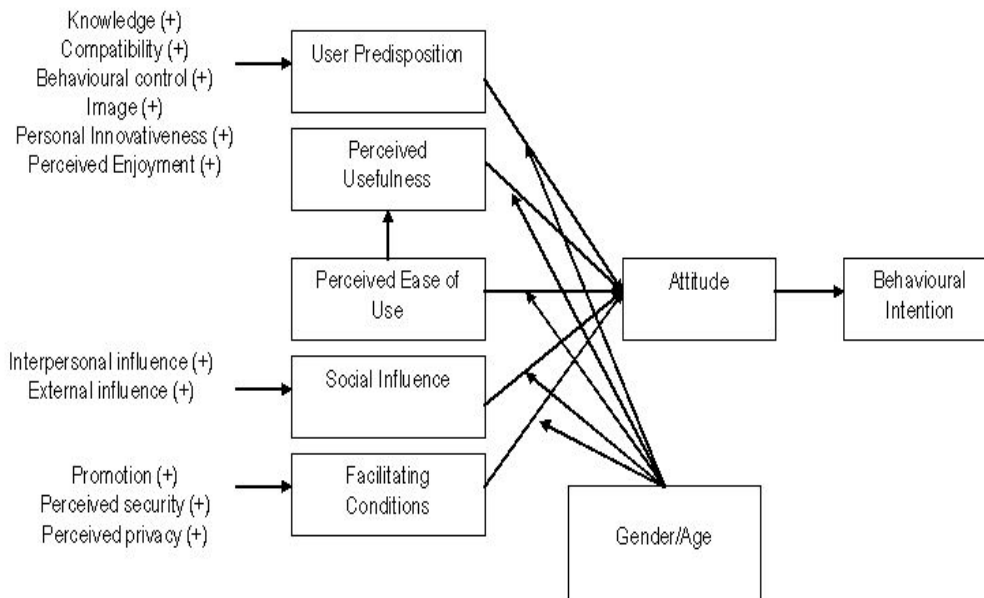 Knowledge (+)
Compatibility (+)
Behavioural control (+)
Image (+)
Personal Innovativeness (+)
Perceived Enjoyment (+)
User Predisposition
Perceived
Usefulness
Perceived Ease of
Use
Attitude
Behavioural
Intention
Interpersonal influence (+)
External influence (+)
Social Influence
Promotion (+)
Perceived security (+)
Perceived privacy (+)
Facilitating
Conditions
Gender/Age